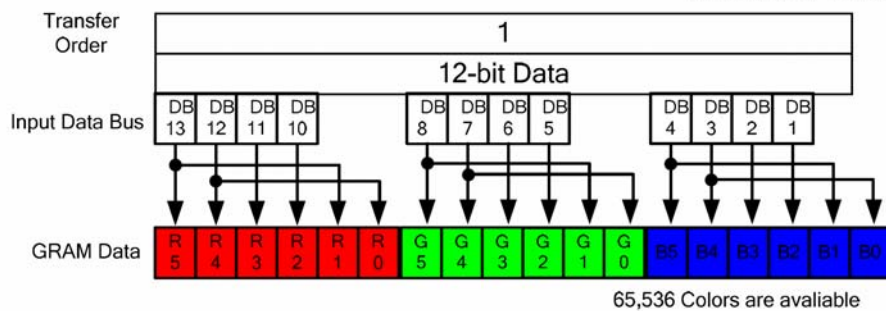 Transfer Order
1
12-bit Data
Input Data Bus
DB 13 DB 12 DB 11 DB 10 DB 8 DB 7 DB 6 DB 5 DB 4 DB 3 DB 2 DB 1
GRAM Data
R 5 R 4 R 3 R 2 R 1 R 0 G 5 G 4 G 3 G 2 G 1 G 0 B5 B4 B3 B2 B1 B0
65,536 Colors are avaliable